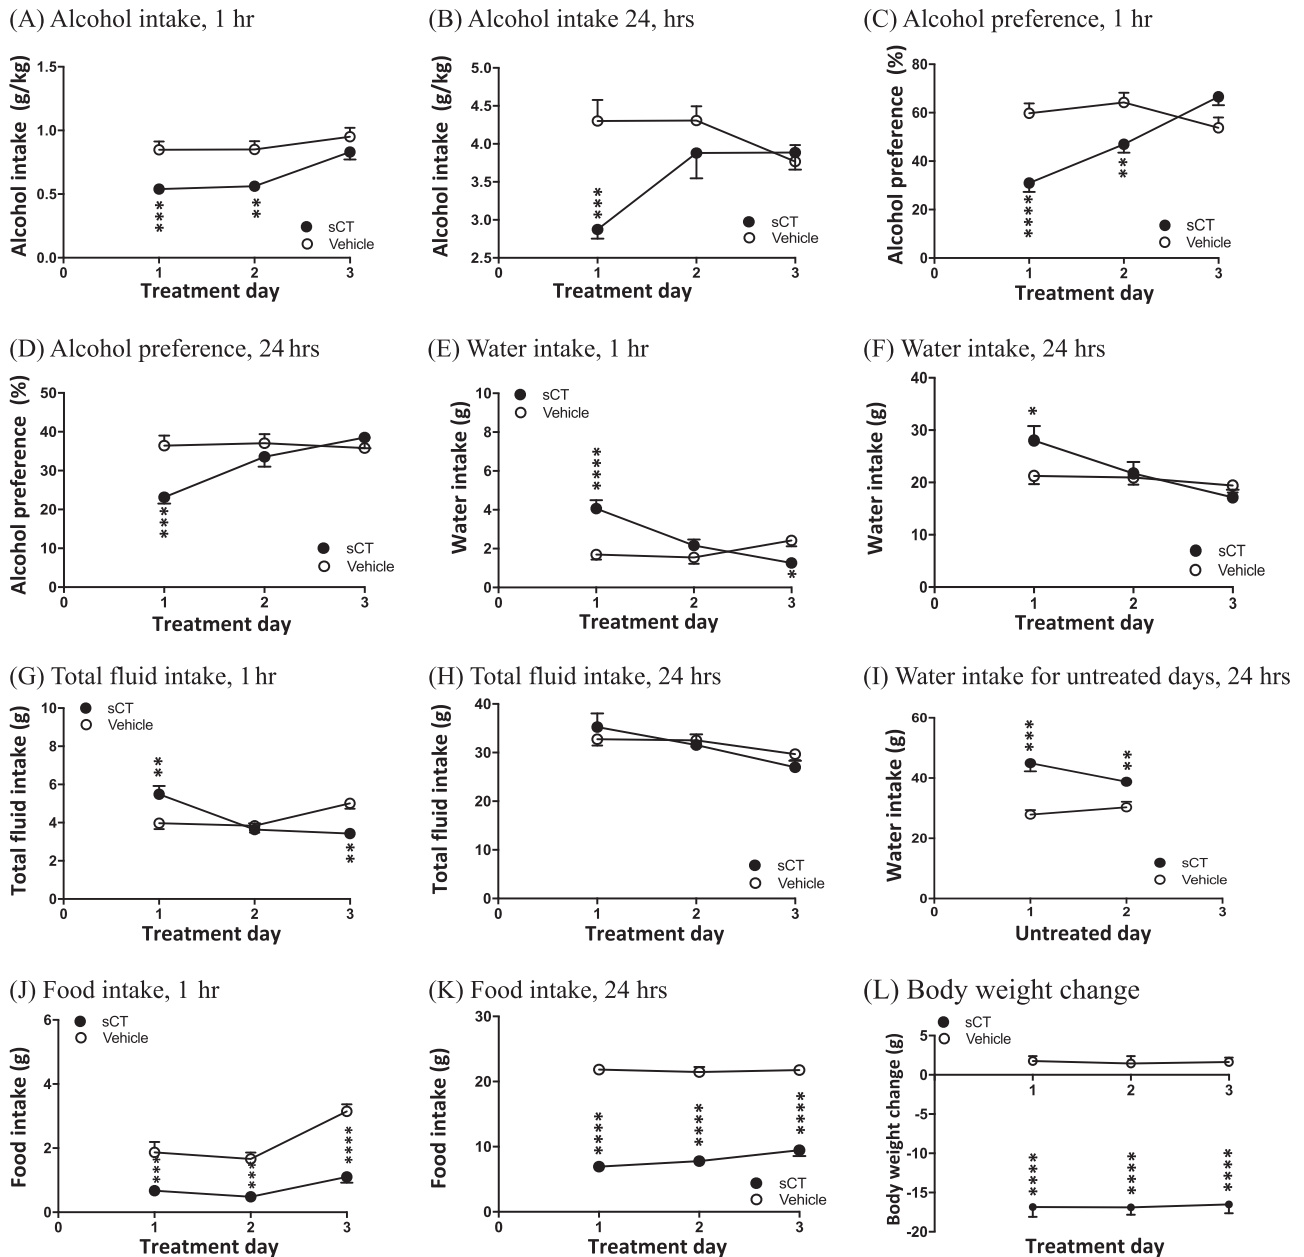 (A) Alcohol intake, 1 hr
Alcohol intake (g/kg)
1.5
1.0
0.5
0.0
***
**
sCT
Vehicle
0 1 2 3
Treatment day
(B) Alcohol intake 24, hrs
Alcohol intake (g/kg)
5.0
4.5
4.0
3.5
3.0
2.5
***
sCT
Vehicle
0 1 2 3
Treatment day
(C) Alcohol preference, 1 hr
Alcohol preference (%)
80
60
40
20
0
****
**
sCT
Vehicle
0 1 2 3
Treatment day
(D) Alcohol preference, 24 hrs
Alcohol preference (%)
50
40
30
20
10
0
***
sCT
Vehicle
0 1 2 3
Treatment day
(E) Water intake, 1 hr
Water intake (g)
10
8
6
4
2
0
sCT
Vehicle
****
*
0 1 2 3
Treatment day
(F) Water intake, 24 hrs
Water intake (g)
40
30
20
10
0
*
sCT
Vehicle
0 1 2 3
Treatment day
(G) Total fluid intake, 1 hr
Total fluid intake (g)
10
8
6
4
2
0
sCT
Vehicle
**
**
0 1 2 3
Treatment day
(H) Total fluid intake, 24 hrs
Total fluid intake (g)
40
30
20
10
0
sCT
Vehicle
0 1 2 3
Treatment day
(I) Water intake for untreated days, 24 hrs
Water intake (g)
60
40
20
0
***
**
sCT
Vehicle
0 1 2 3
Untreated day
(J) Food intake, 1 hr
Food intake (g)
6
4
2
0
sCT
Vehicle
***
***
****
0 1 2 3
Treatment day
(K) Food intake, 24 hrs
Food intake (g)
30
20
10
0
****
****
****
sCT
Vehicle
0 1 2 3
Treatment day
(L) Body weight change
Body weight change (g)
sCT
Vehicle
5
0
-5
-10
-15
-20
1 2 3
****
****
****
Treatment day